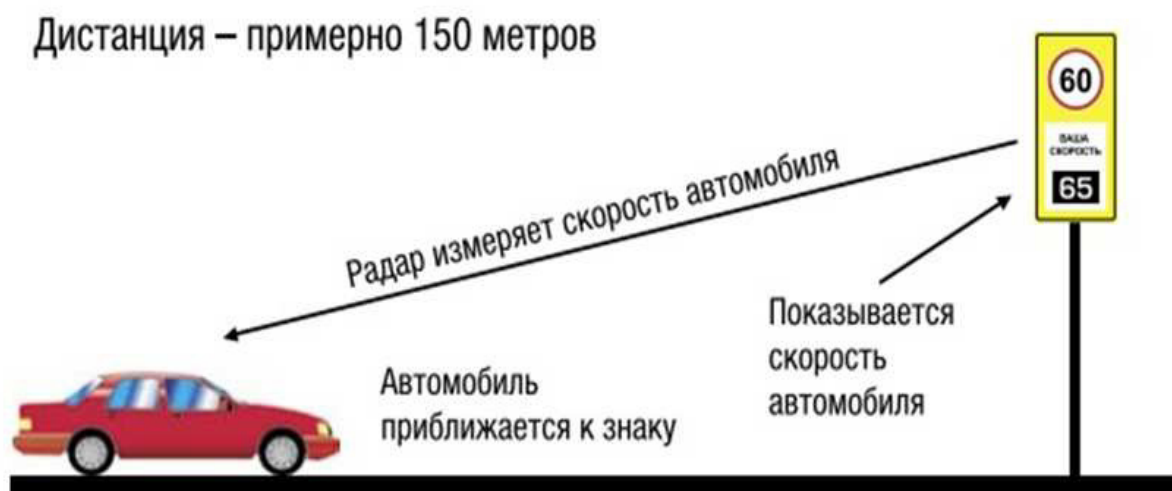 Дистанция – примерно 150 метров
60
ВАША
СКОРОСТЬ
65
Радар измеряет скорость автомобиля
Показывается
скорость
автомобиля
Автомобиль
приближается к знаку